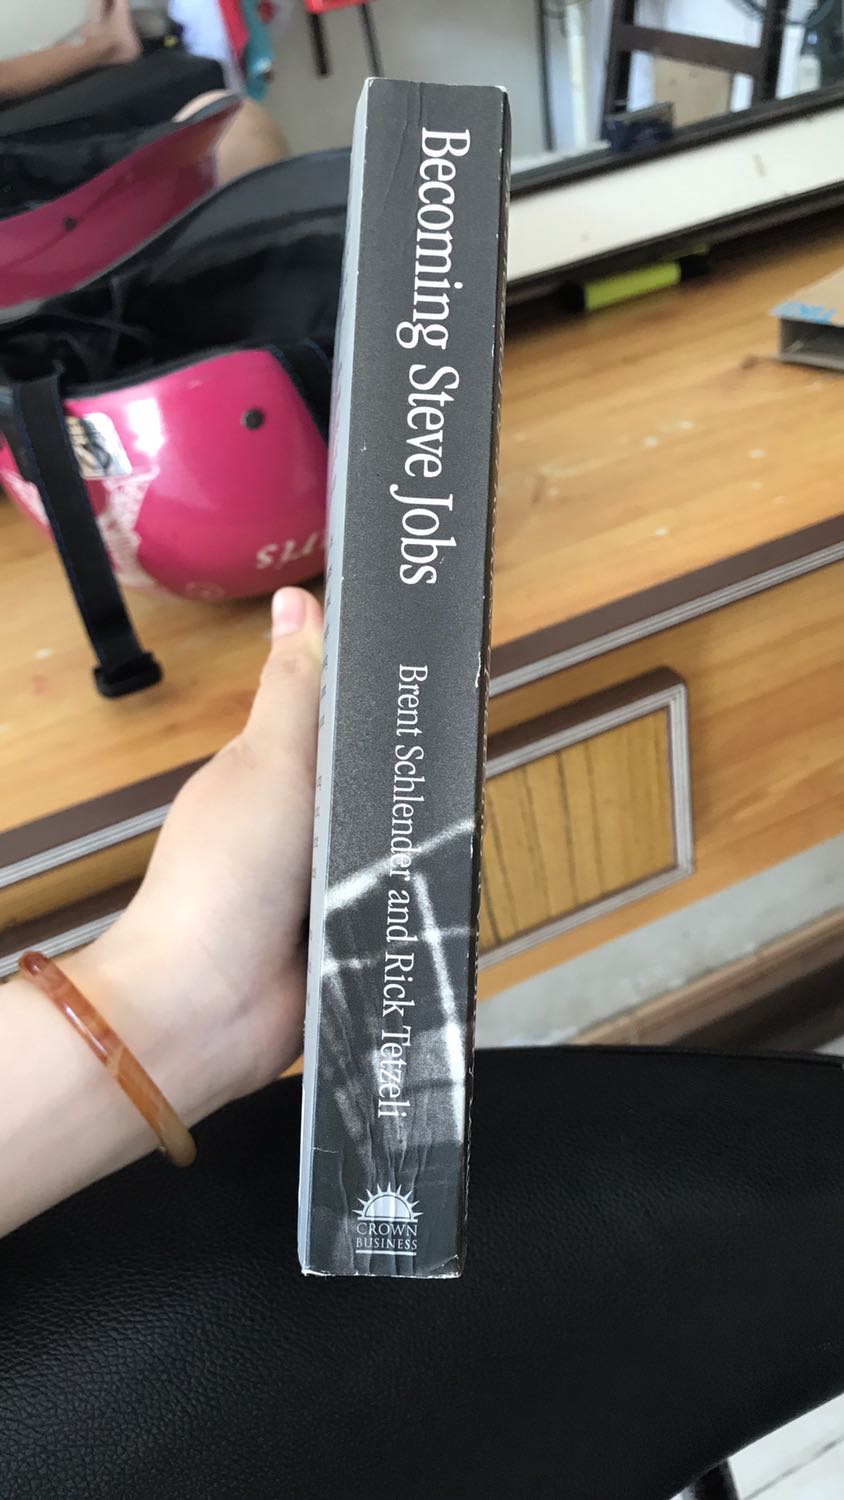 Becoming Steve Jobs
Brent Schlender and Rick Tetzeli
CROWN
BUSINESS